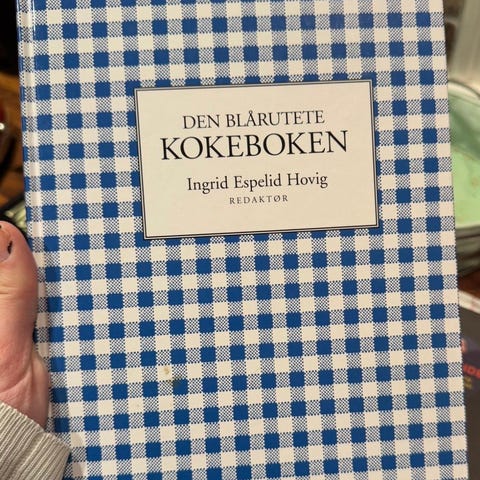 DEN BLÅRUTETE
KOKEBOKEN
Ingrid Espelid Hovig
REDAKTØR